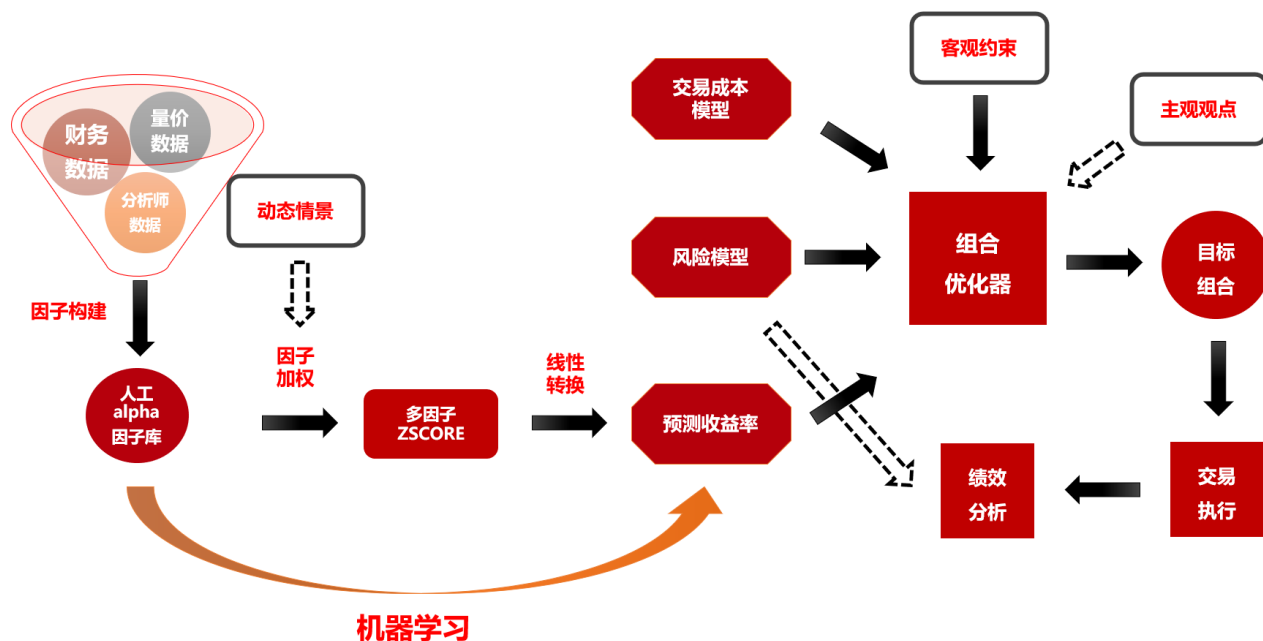 财务
数据
量价
数据
分析师
数据
动态情景
因子构建
人工
alpha
因子库
因子
加权
多因子
ZSCORE
线性
转换
机器学习
交易成本
模型
风险模型
预测收益率
客观约束
主观观点
组合
优化器
目标
组合
交易
执行
绩效
分析